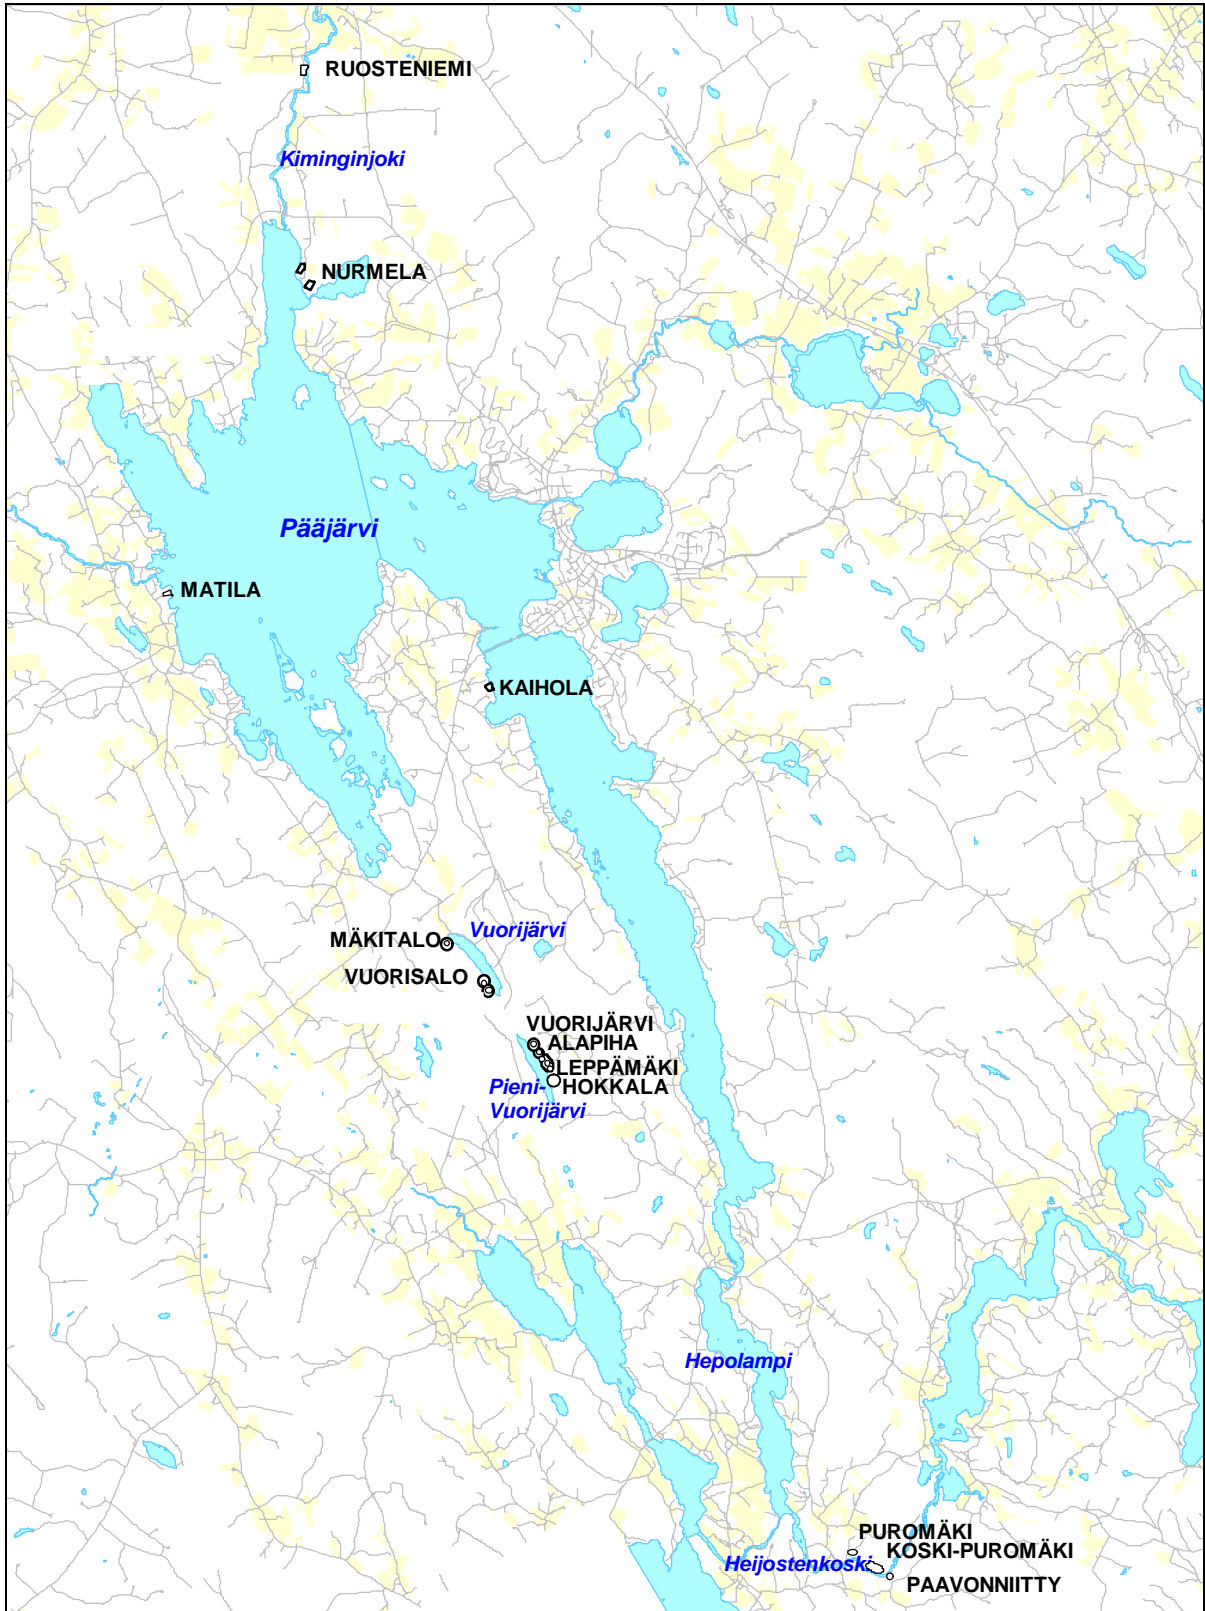 RUOSTENIEMI
Kiminginjoki
NURMELA
Pääjärvi
MATILA
KAIHOLA
Vuorijärvi
MÄKITALO
VUORISALO
VUORIJÄRVI
ALAPIHA
LEPPÄMÄKI
HOKKALA
Pieni-
Vuorijärvi
Hepolampi
PUROMÄKI
KOSKI-PUROMÄKI
Heijostenkoski
PAAVONNIITTY